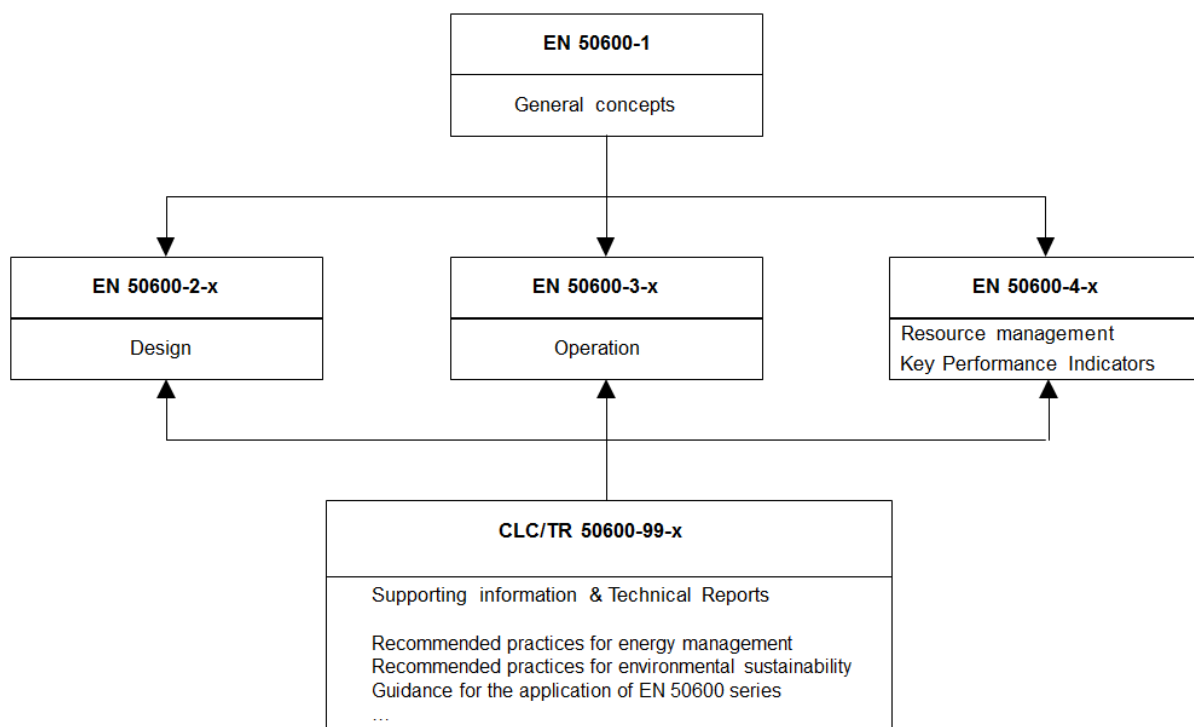 EN 50600-1
General concepts
EN 50600-2-x
Design
EN 50600-3-x
Operation
EN 50600-4-x
Resource management
Key Performance Indicators
CLC/TR 50600-99-x
Supporting information & Technical Reports
Recommended practices for energy management
Recommended practices for environmental sustainability
Guidance for the application of EN 50600 series
...